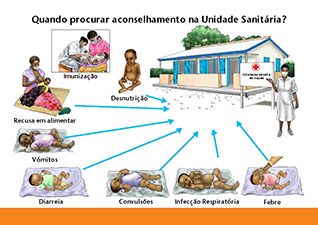 Quando procurar aconselhamento na Unidade Sanitária?
Imunização
Desnutrição
Recusa em alimentar
Vómitos
Diarreia
Convulsões
Infecção Respiratória
Febre